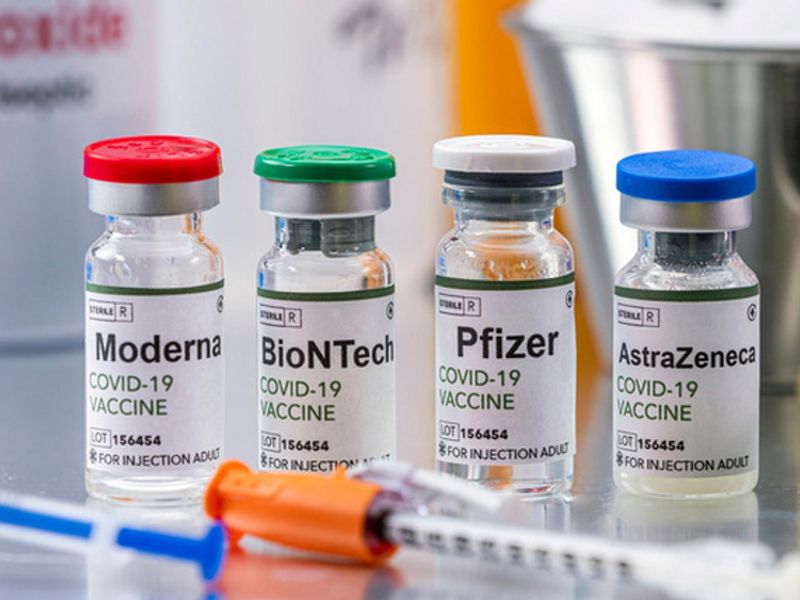 oxide
STERILE R
Moderna
COVID-19
VACCINE
LOT 156454
FOR INJECTION ADULT
STERILE R
BioNTech
COVID-19
VACCINE
LOT 156454
FOR INJECTION ADULT
STERILE R
Pfizer
COVID-19
VACCINE
LOT 156454
FOR INJECTION ADULT
STERILE R
AstraZeneca
COVID-19
VACCINE
LOT 156454
FOR INJECTION ADULT